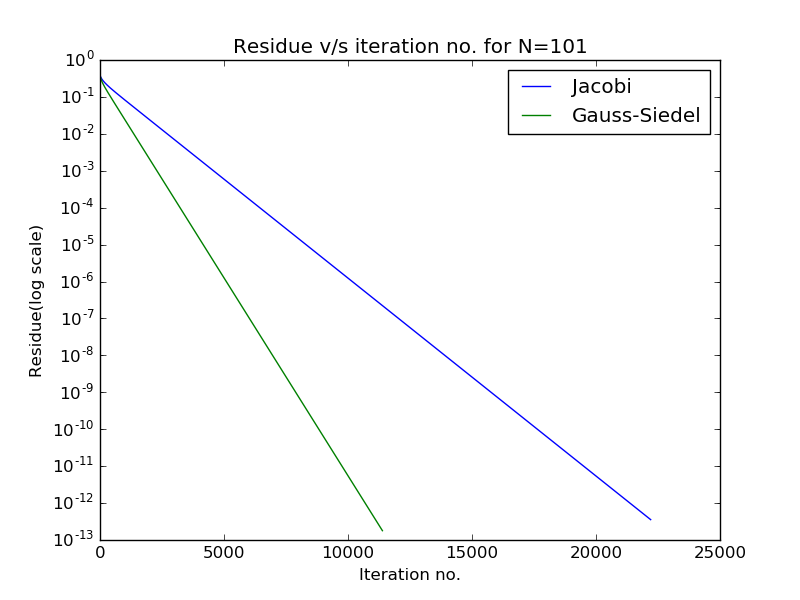 Residue v/s iteration no. for N=101
Jacobi
Gauss-Siedel
Residue(log scale)
10^0
10^-1
10^-2
10^-3
10^-4
10^-5
10^-6
10^-7
10^-8
10^-9
10^-10
10^-11
10^-12
10^-13
0 5000 10000 15000 20000 25000
Iteration no.